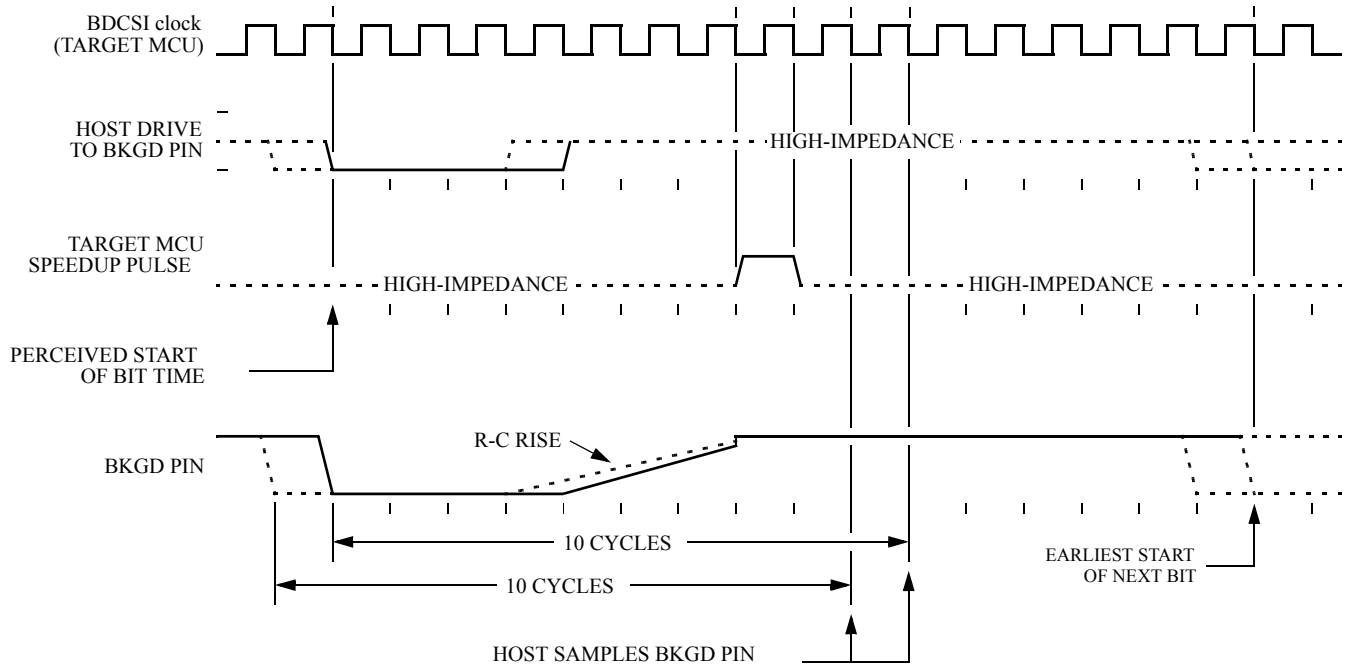 BDCSI clock
(TARGET MCU)
HOST DRIVE
TO BKGD PIN
HIGH-IMPEDANCE
TARGET MCU
SPEEDUP PULSE
HIGH-IMPEDANCE
HIGH-IMPEDANCE
PERCEIVED START
OF BIT TIME
R-C RISE
BKGD PIN
10 CYCLES
EARLIEST START
OF NEXT BIT
10 CYCLES
HOST SAMPLES BKGD PIN